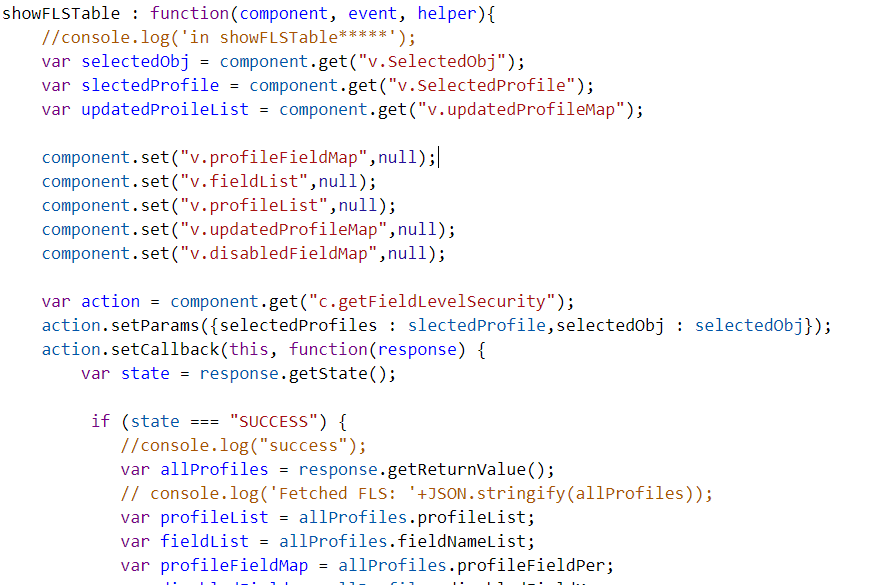 showFLSTable : function(component, event, helper){
//console.log('in showFLSTable*****');
var selectedObj = component.get("v.SelectedObj");
var slectedProfile = component.get("v.SelectedProfile");
var updatedProileList = component.get("v.updatedProfileMap");
component.set("v.profileFieldMap",null);
component.set("v.fieldList",null);
component.set("v.profileList",null);
component.set("v.updatedProfileMap",null);
component.set("v.disabledFieldMap",null);
var action = component.get("c.getFieldLevelSecurity");
action.setParams({selectedProfiles : slectedProfile,selectedObj : selectedObj});
action.setCallback(this, function(response) {
var state = response.getState();
if (state === "SUCCESS") {
//console.log("success");
var allProfiles = response.getReturnValue();
// console.log('Fetched FLS: '+JSON.stringify(allProfiles));
var profileList = allProfiles.profileList;
var fieldList = allProfiles.fieldNameList;
var profileFieldMap = allProfiles.profileFieldPer;